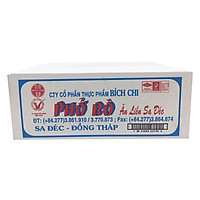 CTY CỔ PHẦN THỰC PHẨM BÍCH CHI
PHỞ BÒ Ăn Liền Sa Đéc
ĐT: (+84.277)3.861.910 / 3.770.873 | Fax: (+84.277)3.864.674
SA ĐÉC - ĐỒNG THÁP